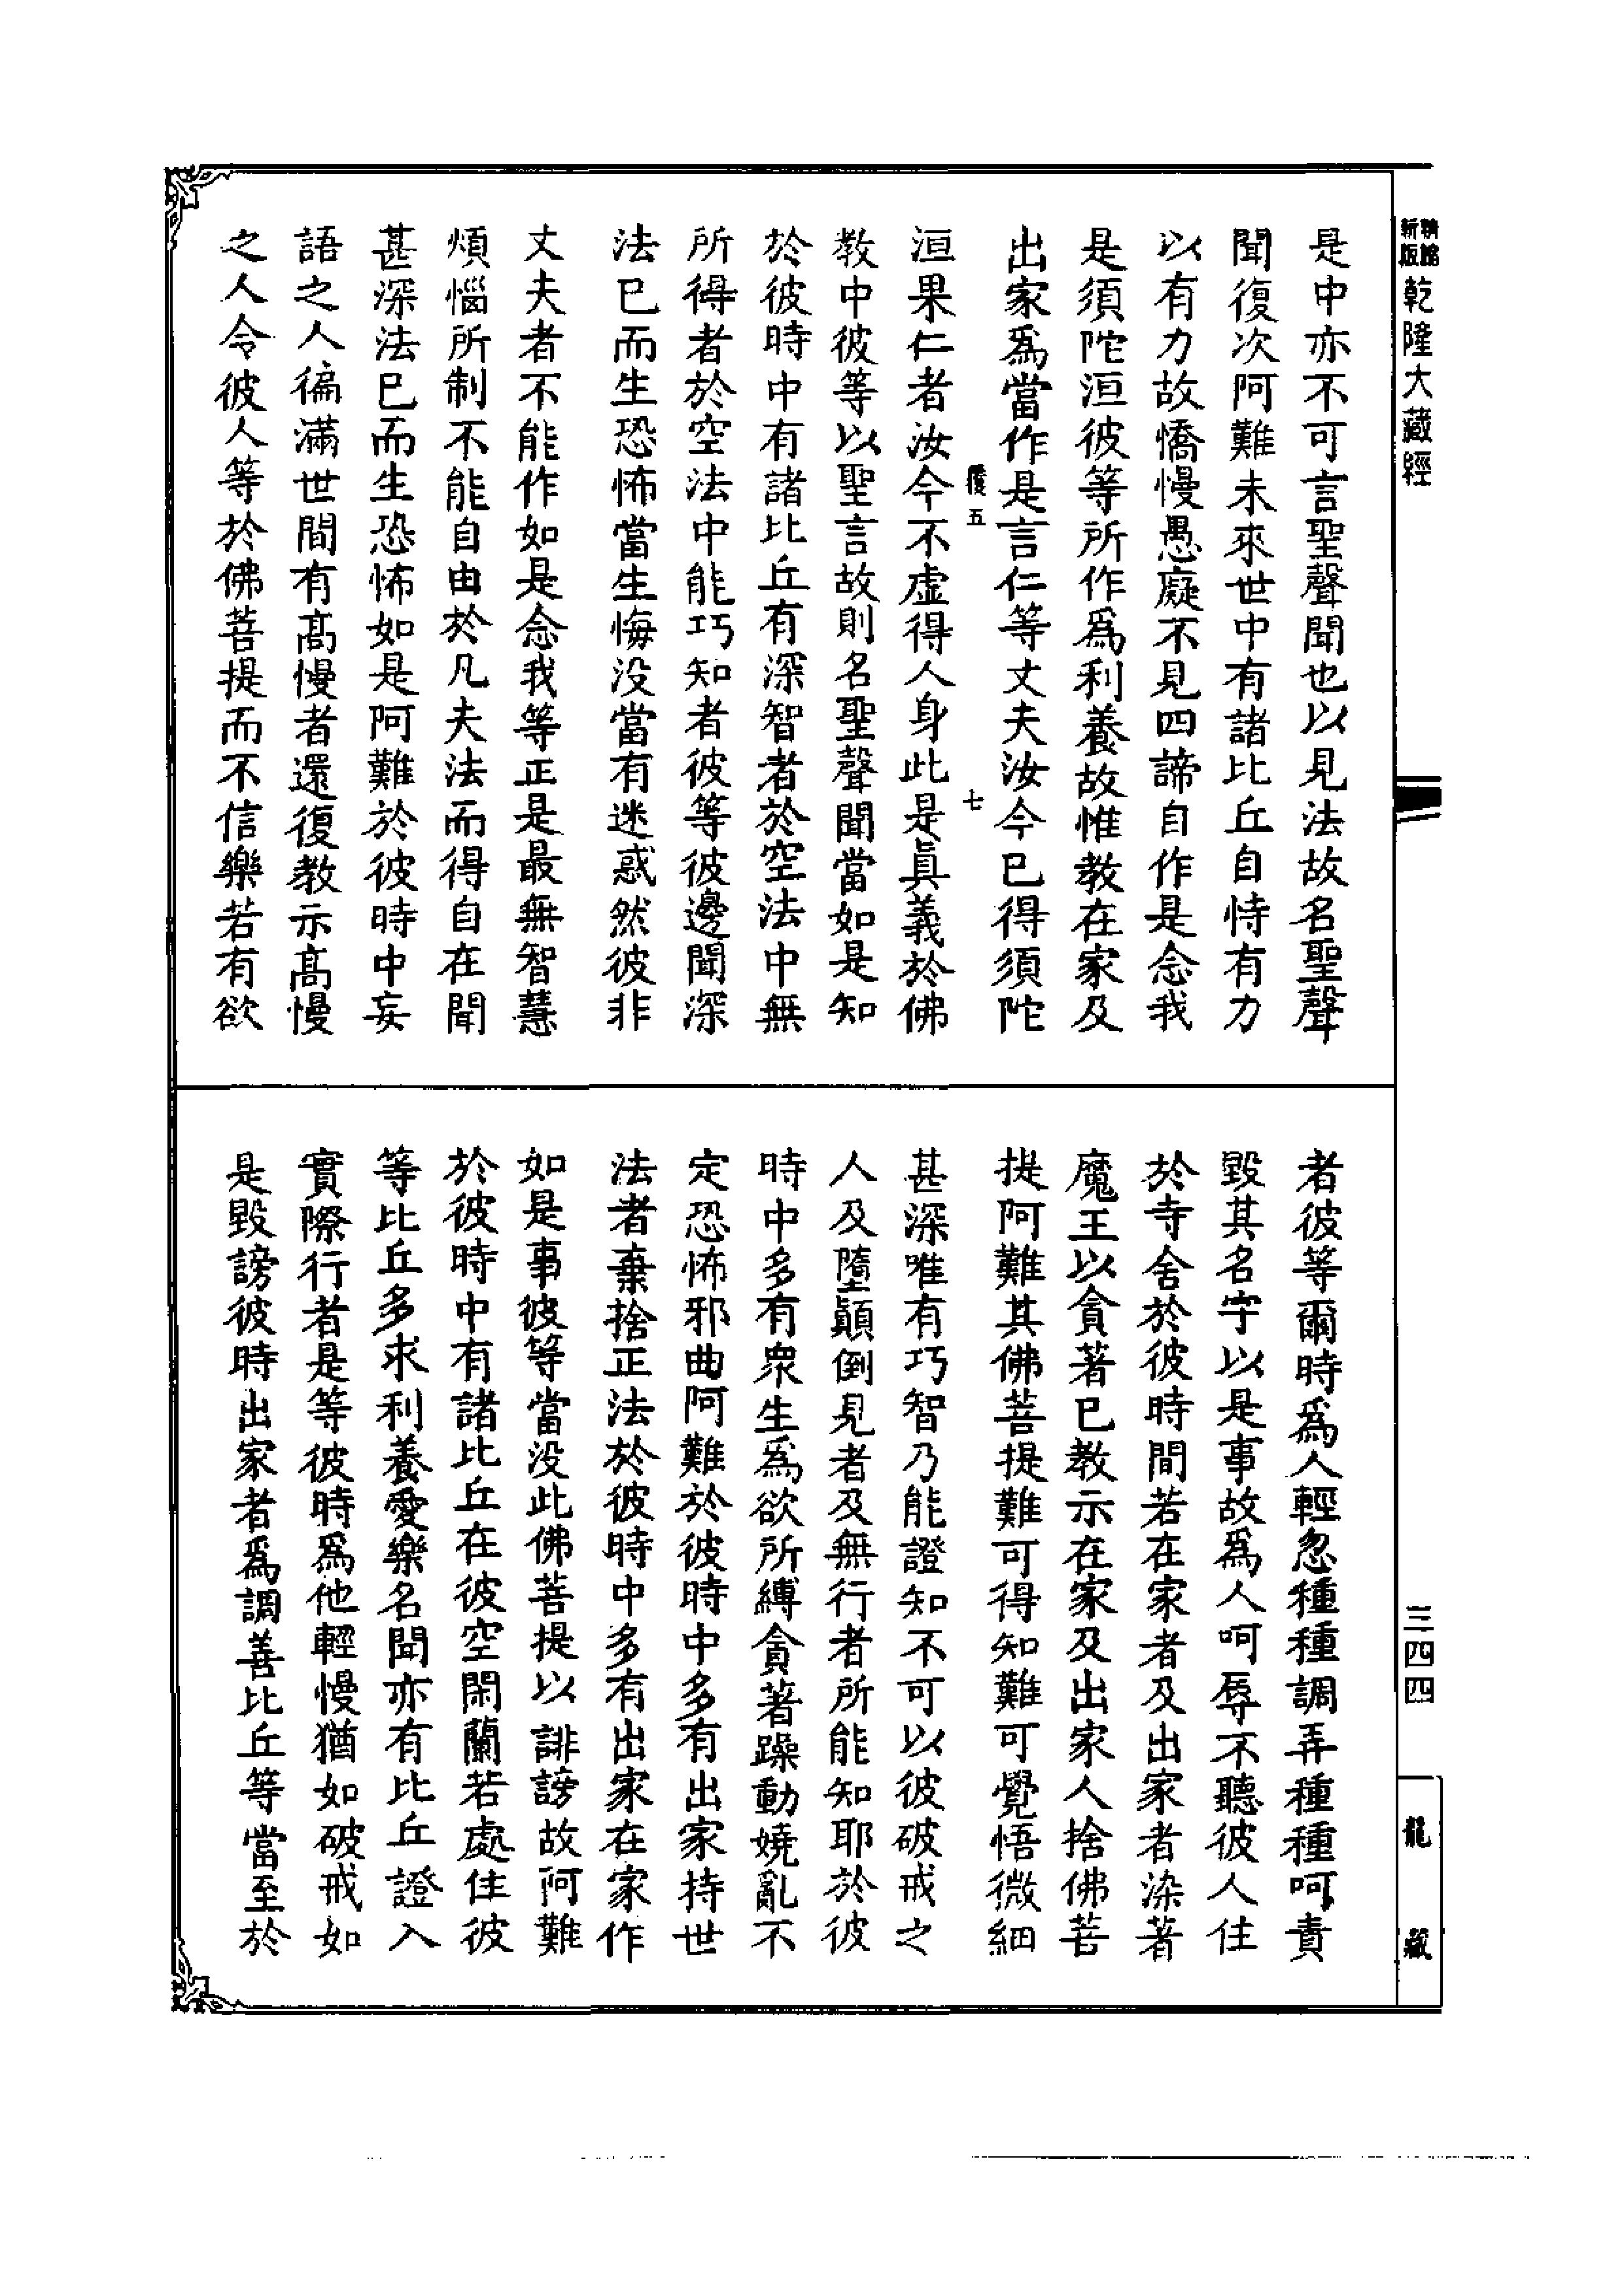 新版
精縮
乾隆大藏經
三四四
龍藏
是中亦不可言聖聲聞也以見法故名聖聲
聞復次阿難未來世中有諸比丘自恃有力
以有力故憍慢愚癡不見四諦自作是念我
是須陀洹彼等所作爲利養故惟教在家及
出家爲當作是言仁等丈夫汝今已得須陀
五 七
洹果仁者汝今不虛得人身此是眞義於佛
教中彼等以聖言故則名聖聲聞當如是知
於彼時中有諸比丘有深智者於空法中無
所得者於空法中能巧知者彼等彼邊聞深
法已而生恐怖當生悔没當有迷惑然彼非
丈夫者不能作如是念我等正是最無智慧
煩惱所制不能自由於凡夫法而得自在聞
甚深法已而生恐怖如是阿難於彼時中妄
語之人徧滿世間有高慢者還復教示高慢
之人令彼人等於佛菩提而不信樂若有欲
者彼等爾時爲人輕忽種種調弄種種呵責
毀其名字以是事故爲人呵辱不聽彼人住
於寺舍於彼時間若在家者及出家者染著
魔王以貪著已教示在家及出家人捨佛菩
提阿難其佛菩提難可得知難可覺悟微細
甚深唯有巧智乃能證知不可以彼破戒之
人及墮顛倒見者及無行者所能知耶於彼
時中多有衆生爲欲所縛貪著躁動嬈亂不
定恐怖邪曲阿難於彼時中多有出家持世
法者棄捨正法於彼時中多有出家在家作
如是事彼等當没此佛菩提以誹謗故阿難
於彼時中有諸比丘在彼空閑蘭若處住彼
等比丘多求利養愛樂名聞亦有比丘證入
實際行者是等彼時爲他輕慢猶如破戒如
是毀謗彼時出家者爲調善比丘等當至於